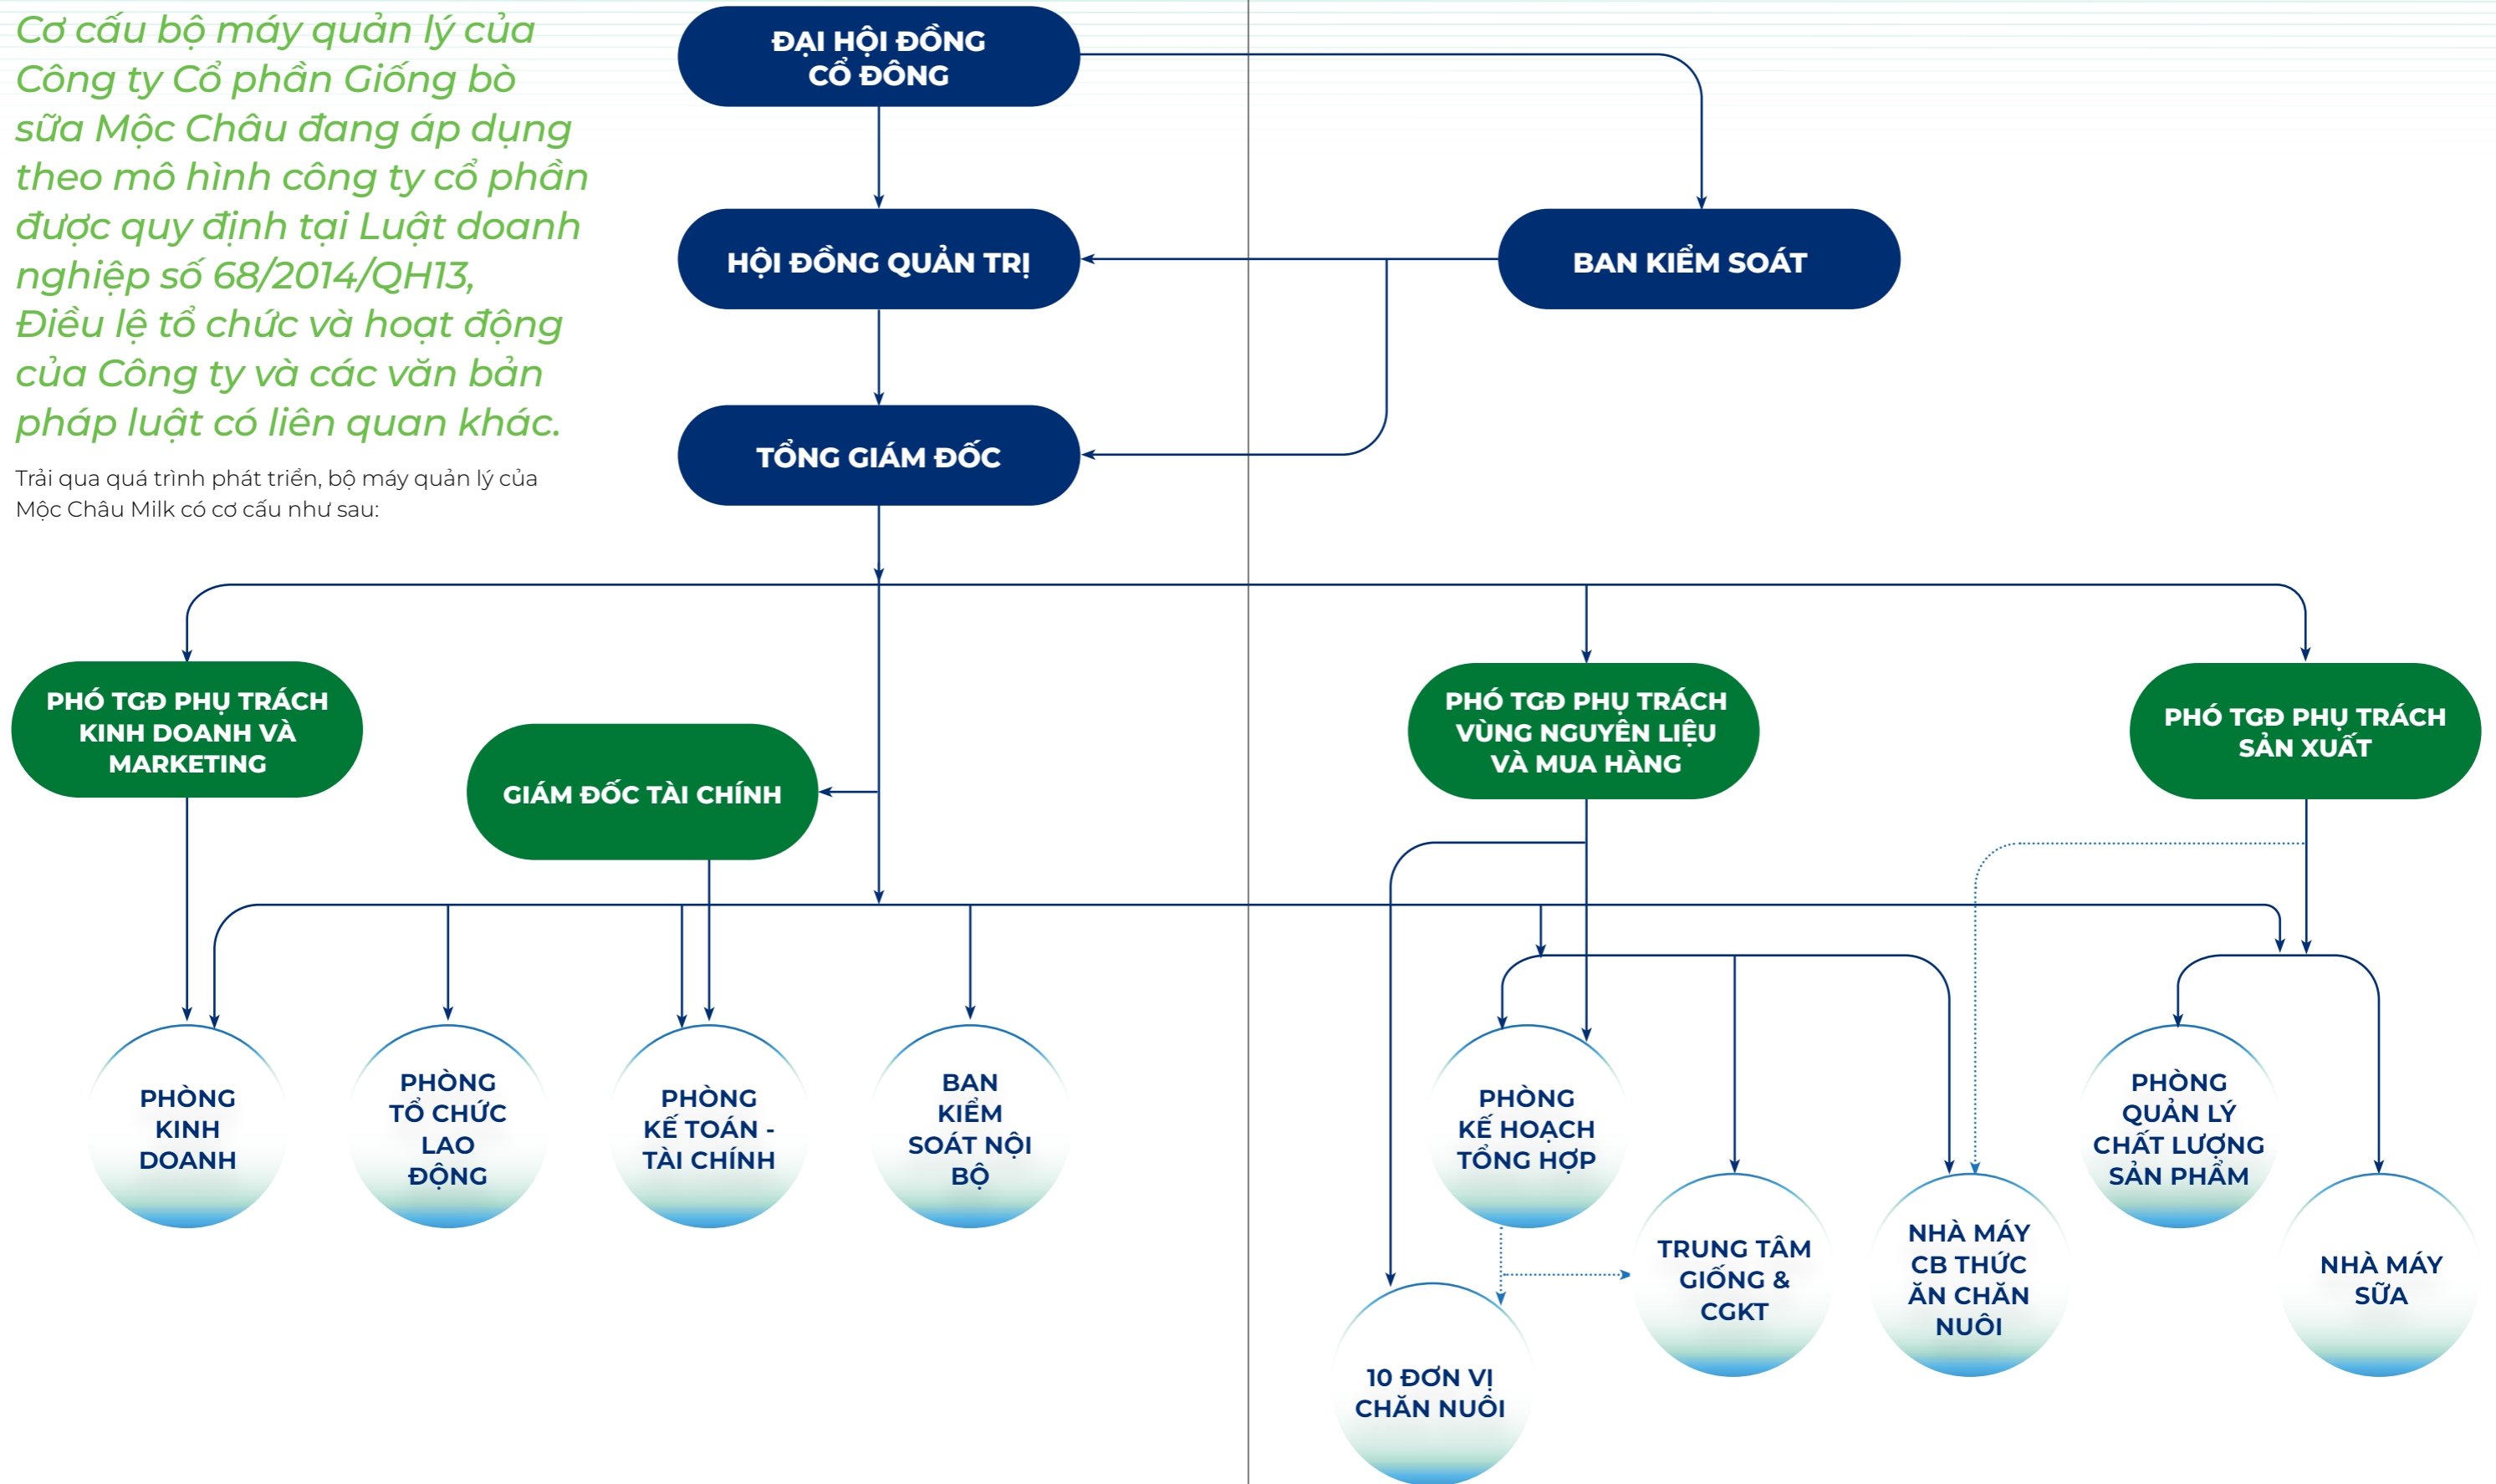 Cơ cấu bộ máy quản lý của
Công ty Cổ phần Giống bò
sữa Mộc Châu đang áp dụng
theo mô hình công ty cổ phần
được quy định tại Luật doanh
nghiệp số 68/2014/QH13,
Điều lệ tổ chức và hoạt động
của Công ty và các văn bản
pháp luật có liên quan khác.
Trải qua quá trình phát triển, bộ máy quản lý của
Mộc Châu Milk có cơ cấu như sau:
ĐẠI HỘI ĐỒNG
CỔ ĐÔNG
HỘI ĐỒNG QUẢN TRỊ
BAN KIỂM SOÁT
TỔNG GIÁM ĐỐC
PHÓ TGĐ PHỤ TRÁCH
KINH DOANH VÀ
MARKETING
GIÁM ĐỐC TÀI CHÍNH
PHÓ TGĐ PHỤ TRÁCH
VÙNG NGUYÊN LIỆU
VÀ MUA HÀNG
PHÓ TGĐ PHỤ TRÁCH
SẢN XUẤT
PHÒNG
KINH
DOANH
PHÒNG
TỔ CHỨC
LAO
ĐỘNG
PHÒNG
KẾ TOÁN -
TÀI CHÍNH
BAN
KIỂM
SOÁT NỘI
BỘ
PHÒNG
KẾ HOẠCH
TỔNG HỢP
PHÒNG
QUẢN LÝ
CHẤT LƯỢNG
SẢN PHẨM
TRUNG TÂM
GIỐNG &
CGKT
NHÀ MÁY
CB THỨC
ĂN CHĂN
NUÔI
NHÀ MÁY
SỮA
10 ĐƠN VỊ
CHĂN NUÔI